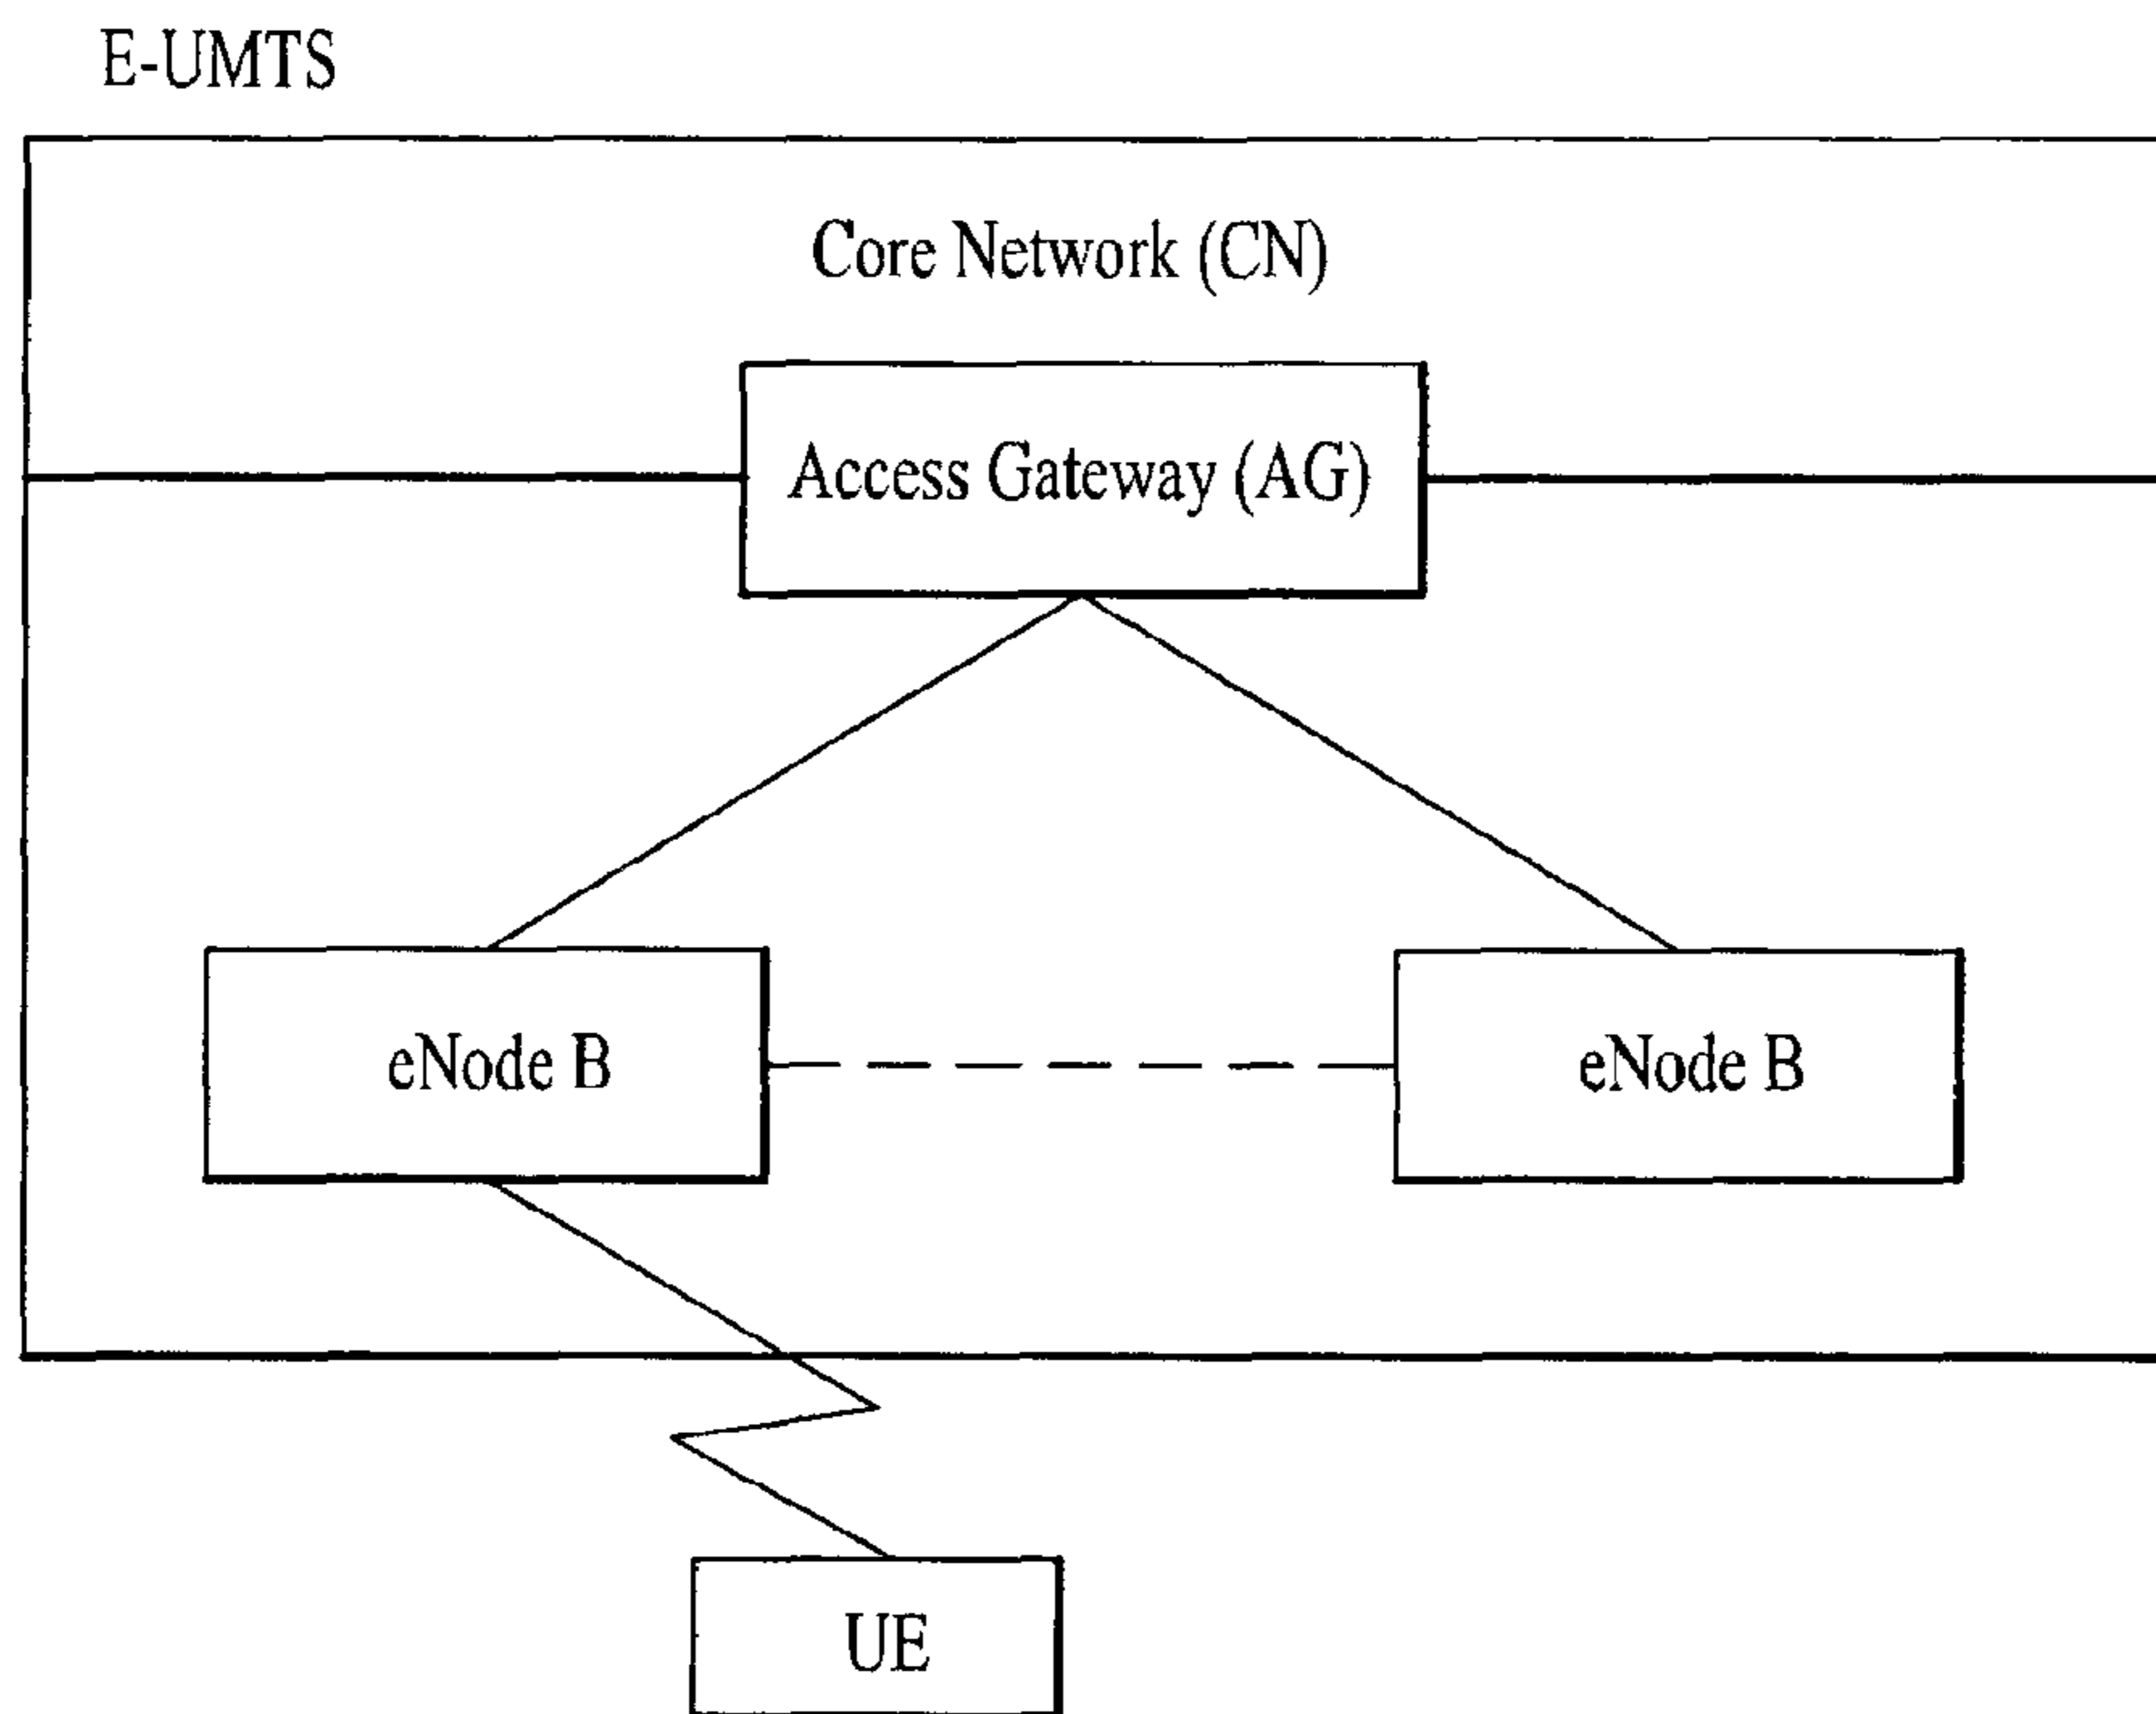 E-UMTS
Core Network (CN)
Access Gateway (AG)
eNode B
eNode B
UE